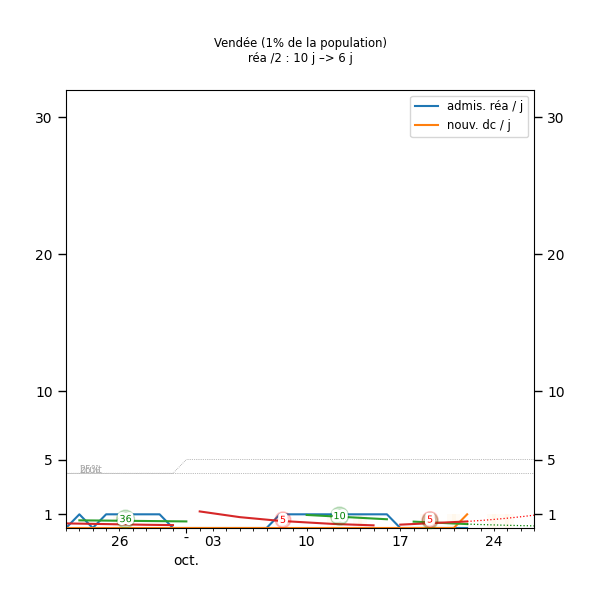 Vendée (1% de la population)
réa /2 : 10 j –> 6 j
admis. réa / j
nouv. dc / j
30 30
20 20
10 10
5 5
25%
36 5 10 5
1 1
26 - 03 10 17 24
oct.